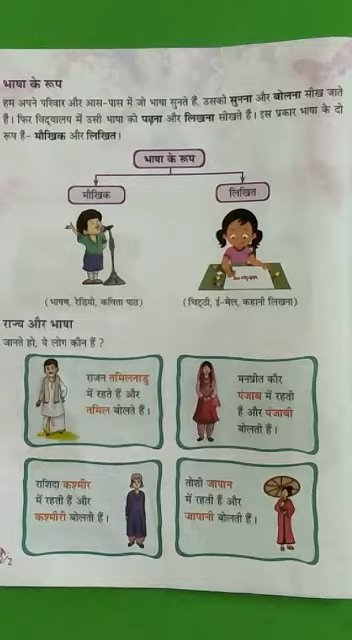 भाषा के रूप
हम अपने परिवार और आस-पास में जो भाषा सुनते हैं, उसको सुनना और बोलना सीख जाते
हैं। फिर विद्यालय में उसी भाषा को पढ़ना और लिखना सीखते हैं। इस प्रकार भाषा के दो
रूप हैं- मौखिक और लिखित।
भाषा के रूप
मौखिक
लिखित
(भाषण, रेडियो, कविता पाठ)
(चिट्ठी, ई-मेल, कहानी लिखना)
राज्य और भाषा
जानते हो, ये लोग कौन हैं ?
राजन तमिलनाडु
में रहते हैं और
तमिल बोलते हैं।
मनप्रीत कौर
पंजाब में रहती
हैं और पंजाबी
बोलती हैं।
राशिदा कश्मीर
में रहती हैं और
कश्मीरी बोलती हैं।
तोशी जापान
में रहती हैं और
जापानी बोलती हैं।
2